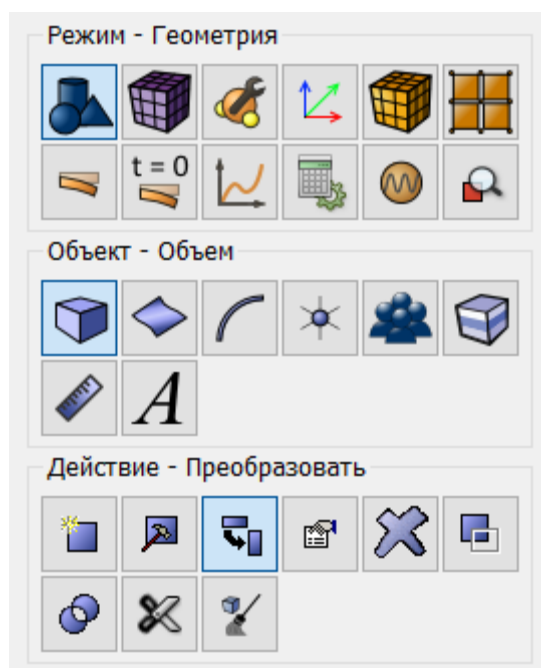 Режим - Геометрия
t = 0
Объект - Объем
A
Действие - Преобразовать